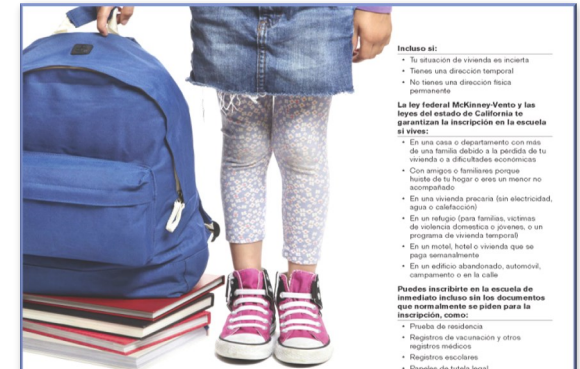 Incluso si:
• Tu situación de vivienda es incierta
• Tienes una dirección temporal
• No tienes una dirección física
permanente
La ley federal McKinney-Vento y las
leyes del estado de California te
garantizan la inscripción en la escuela
si vives:
• En una casa o departamento con más
de una familia debido a la pérdida de tu
vivienda o a dificultades económicas
• Con amigos o familiares porque
huiste de tu hogar o eres un menor no
acompañado
• En una vivienda precaria (sin electricidad,
agua o calefacción)
• En un refugio (para familias, víctimas
de violencia domestica o jóvenes, o un
programa de vivienda temporal)
• En un motel, hotel o vivienda que se
paga semanalmente
• En un edificio abandonado, automóvil,
campamento o en la calle
Puedes inscribirte en la escuela de
inmediato incluso sin los documentos
que normalmente se piden para la
inscripción, como:
• Prueba de residencia
• Registros de vacunación y otros
registros médicos
• Registros escolares
• Papeles de tutela legal